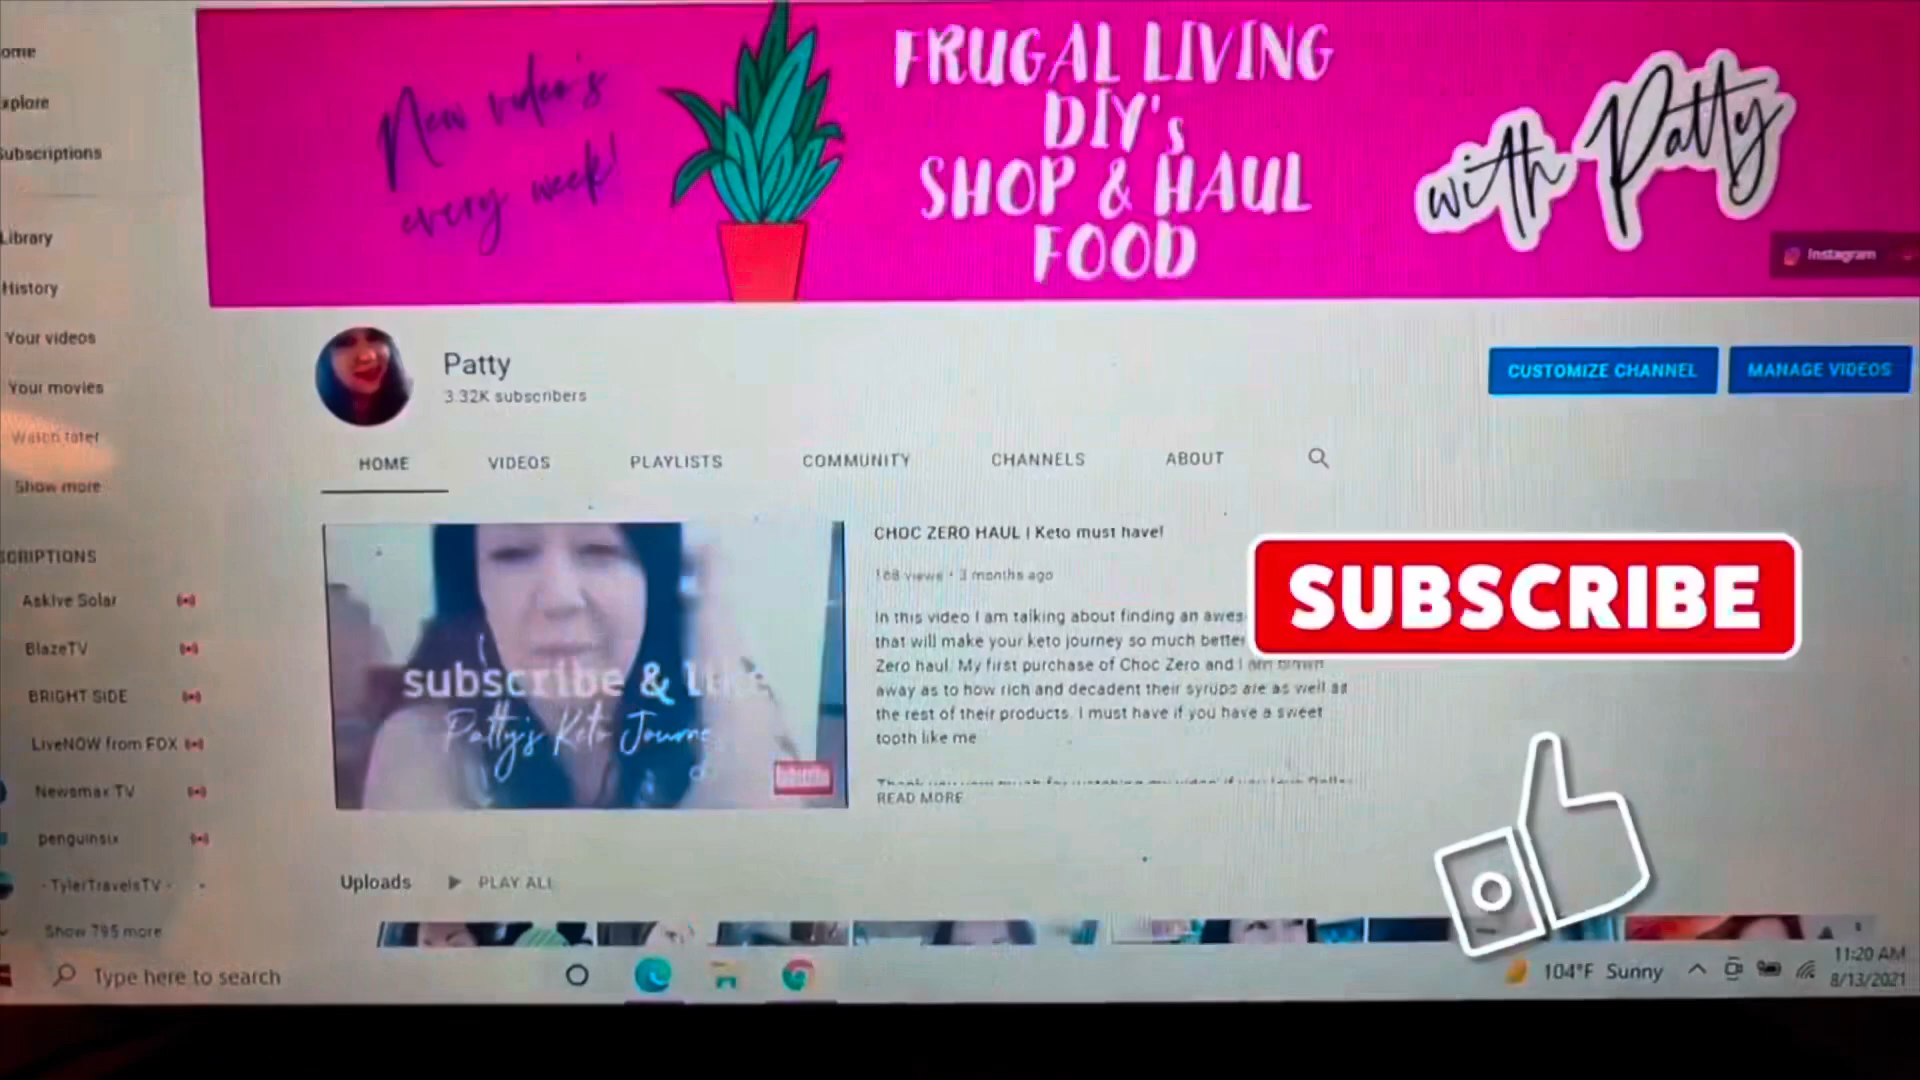 New video's
every week!
FRUGAL LIVING
DIY's
SHOP & HAUL
FOOD
with Patty
Instagram
ome
xplore
Subscriptions
Library
History
Your videos
Your movies
Watch later
Show more
Patty
3.32K subscribers
CUSTOMIZE CHANNEL
MANAGE VIDEOS
HOME
VIDEOS
PLAYLISTS
COMMUNITY
CHANNELS
ABOUT
subscribe & like
Patty's Keto Journe
CHOC ZERO HAUL | Keto must have!
168 views • 3 months ago
In this video I am talking about finding an awes
that will make your keto journey so much better
Zero haul. My first purchase of Choc Zero and I am blown
away as to how rich and decadent their syrups are as well as
the rest of their products. I must have if you have a sweet
tooth like me
READ MORE
SUBSCRIBE
SCRIPTIONS
Askive Solar
BlazeTV
BRIGHT SIDE
LiveNOW from FOX
Newsmax TV
penguinsix
- TylerTravelsTV -
Show 795 more
Uploads
PLAY ALL
Type here to search
104°F Sunny
11:20 AM
8/13/2021